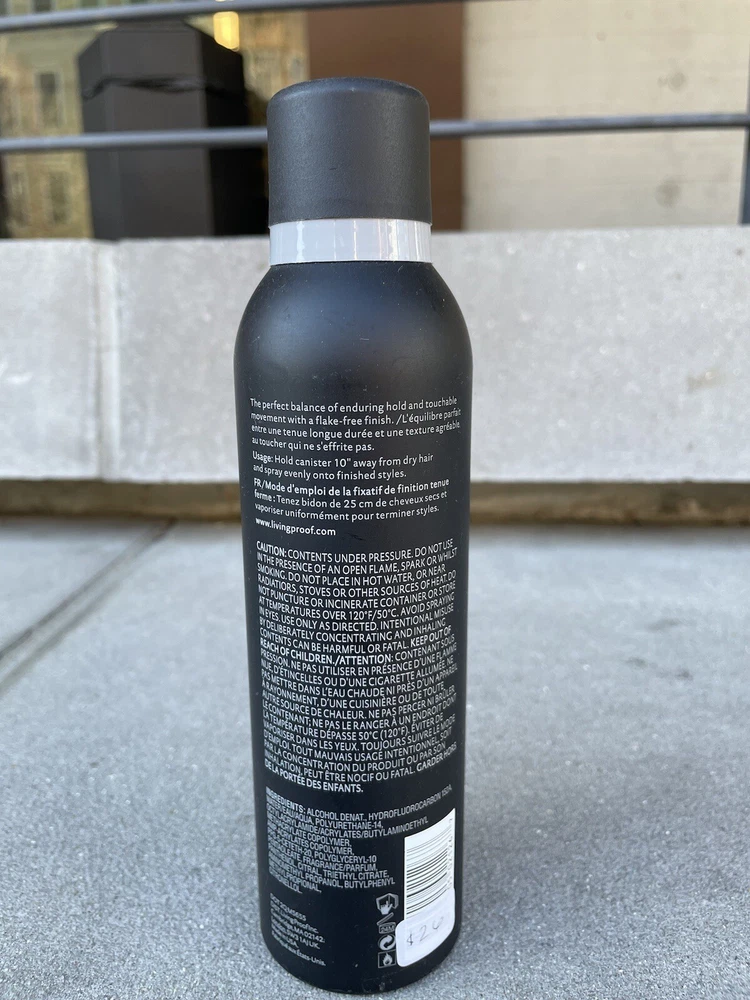 The perfect balance of enduring hold and touchable
movement with a flake-free finish. /L'équilibre parfait
entre une tenue longue durée et une texture agréable
au toucher qui ne s'effrite pas.
Usage: Hold canister 10" away from dry hair
and spray evenly onto finished styles.
FR/Mode d'emploi de la fixatif de finition tenue
ferme : Tenez bidon de 25 cm de cheveux secs et
vaporiser uniformément pour terminer styles.
www.livingproof.com
CAUTION: CONTENTS UNDER PRESSURE. DO NOT USE
IN THE PRESENCE OF AN OPEN FLAME, SPARK OR WHILST
SMOKING. DO NOT PLACE IN HOT WATER, OR NEAR
RADIATIORS, STOVES OR OTHER SOURCES OF HEAT. DO
NOT PUNCTURE OR INCINERATE CONTAINER OR STORE
AT TEMPERATURES OVER 120°F/50°C. AVOID SPRAYING
IN EYES. USE ONLY AS DIRECTED. INTENTIONAL MISUSE
BY DELIBERATELY CONCENTRATING AND INHALING
CONTENTS CAN BE HARMFUL OR FATAL. KEEP OUT OF
REACH OF CHILDREN./ATTENTION: CONTENANT SOUS
PRESSION. NE PAS UTILISER EN PRÉSENCE D'UNE FLAMME
NUE, D'ÉTINCELLES OU D'UNE CIGARETTE ALLUMÉE. NE
PAS METTRE DANS L'EAU CHAUDE NI PRÈS D'UN APPAREIL
À RAYONNEMENT, D'UNE CUISINIÈRE OU DE TOUTE
AUTRE SOURCE DE CHALEUR. NE PAS PERCER NI BRÛLER
LE CONTENANT; NE PAS LE RANGER À UN ENDROIT DONT
LA TEMPÉRATURE DÉPASSE 50°C (120°F). ÉVITER DE
VAPORISER DANS LES YEUX. TOUJOURS SUIVRE LE MODE
D'EMPLOI. TOUT MAUVAIS USAGE INTENTIONNEL, SOIT
PAR LA CONCENTRATION DU PRODUIT OU PAR SON
INHALATION, PEUT ÊTRE NOCIF OU FATAL. GARDER HORS
DE LA PORTÉE DES ENFANTS.
INGREDIENTS: ALCOHOL DENAT., HYDROFLUOROCARBON 152A,
POLYURETHANE-14,
ACRYLATES/BUTYLAMINOETHYL
COPOLYMER,
COPOLYMER,
POLYGLYCERYL-10
FRAGRANCE/PARFUM,
CITRAL, TRIETHYL CITRATE,
PROPANOL, BUTYLPHENYL
Cambridge, MA 02142.
24M
$26